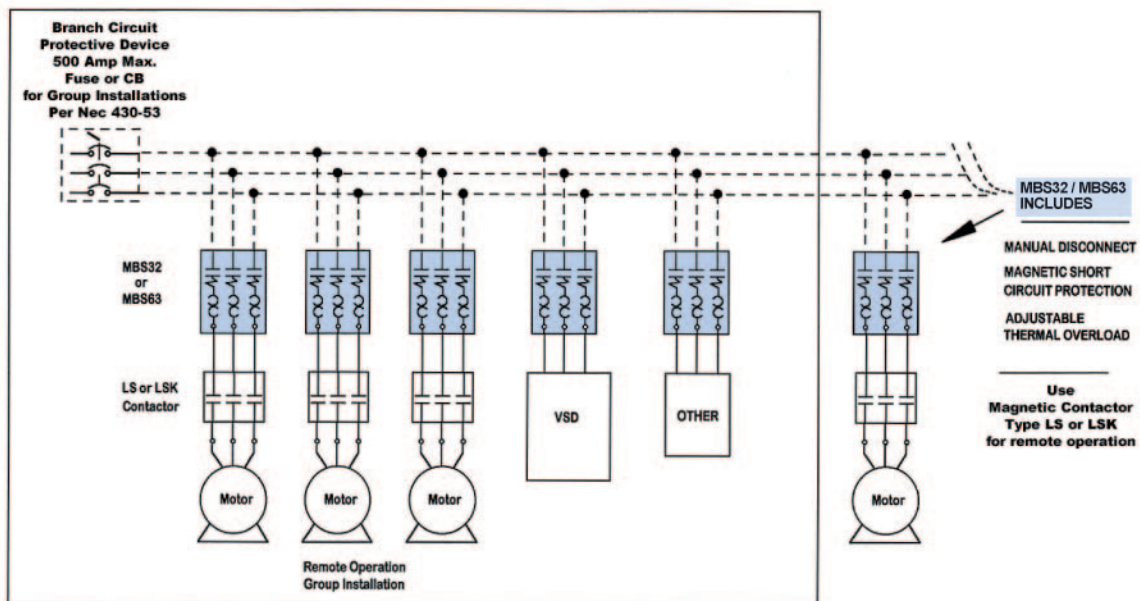 Branch Circuit
Protective Device
500 Amp Max.
Fuse or CB
for Group Installations
Per Nec 430-53
MBS32 / MBS63
INCLUDES
MANUAL DISCONNECT
MAGNETIC SHORT
CIRCUIT PROTECTION
ADJUSTABLE
THERMAL OVERLOAD
MBS32
or
MBS63
LS or LSK
Contactor
VSD
OTHER
Use
Magnetic Contactor
Type LS or LSK
for remote operation
Motor
Motor
Motor
Motor
Remote Operation
Group Installation